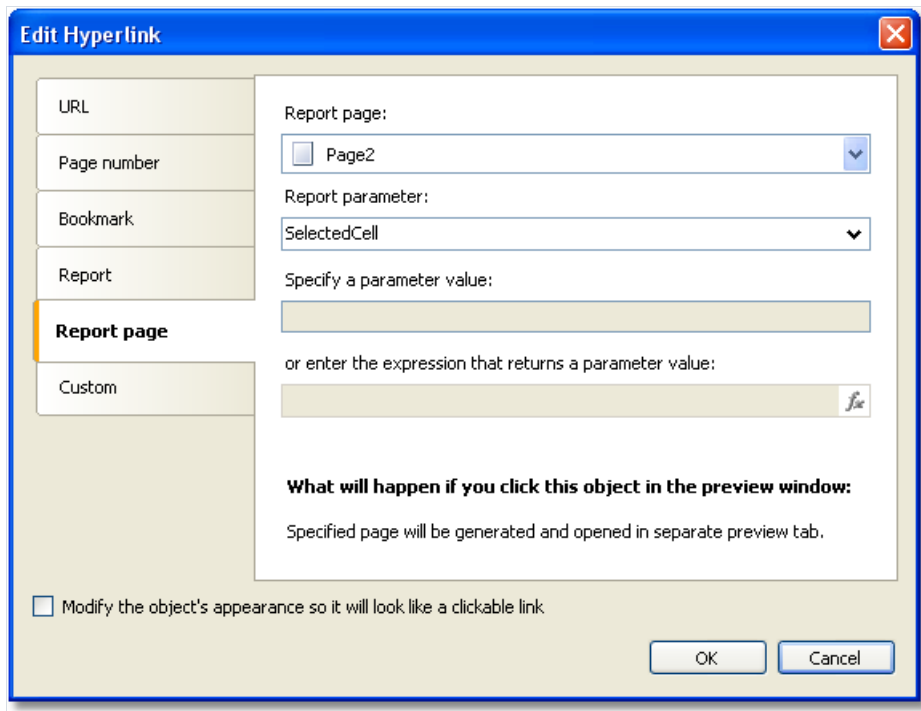 Edit Hyperlink
URL
Page number
Bookmark
Report
Report page
Custom
Report page:
Page2
Report parameter:
SelectedCell
Specify a parameter value:
or enter the expression that returns a parameter value:
fx
What will happen if you click this object in the preview window:
Specified page will be generated and opened in separate preview tab.
Modify the object's appearance so it will look like a clickable link
OK
Cancel